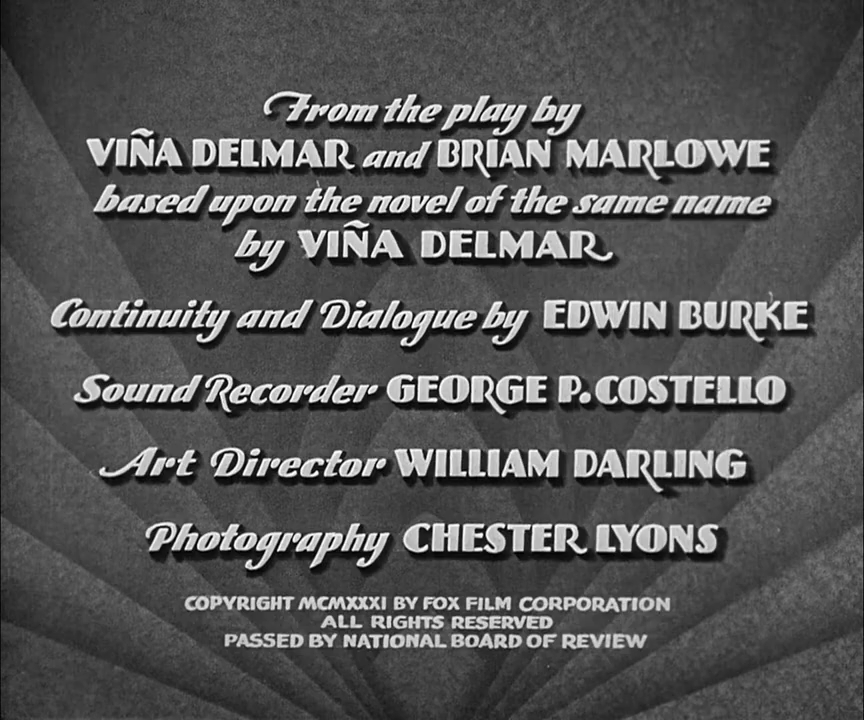 From the play by
VIÑA DELMAR and BRIAN MARLOWE
based upon the novel of the same name
by VIÑA DELMAR
Continuity and Dialogue by EDWIN BURKE
Sound Recorder GEORGE P. COSTELLO
Art Director WILLIAM DARLING
Photography CHESTER LYONS
COPYRIGHT MCMXXXI BY FOX FILM CORPORATION
ALL RIGHTS RESERVED
PASSED BY NATIONAL BOARD OF REVIEW